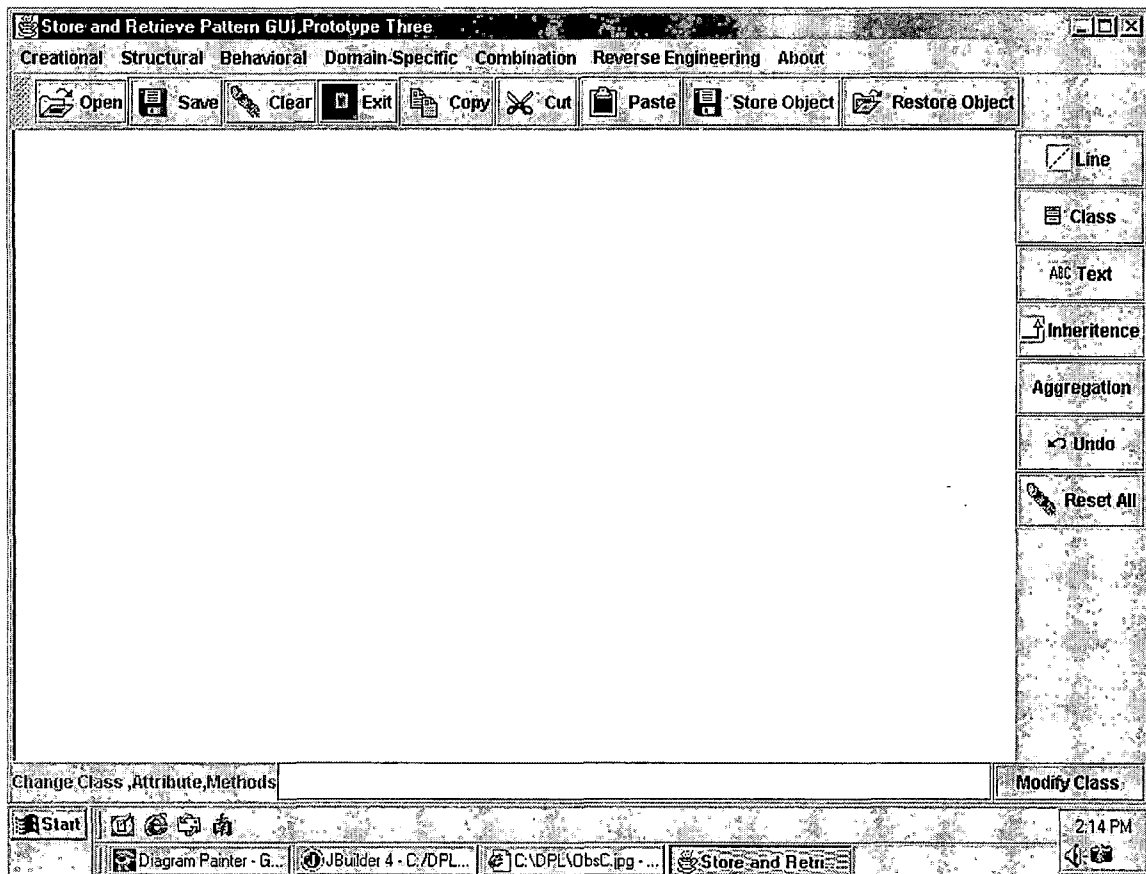 Store and Retrieve Pattern GUI,Prototype Three
Creational Structural Behavioral Domain-Specific Combination Reverse Engineering About
Open Save Clear Exit Copy Cut Paste Store Object Restore Object
Line
Class
ABC Text
Inheritence
Aggregation
Undo
Reset All
Change Class ,Attribute,Methods Modify Class
Start 2:14 PM
Diagram Painter - G... JBuilder 4 - C:/DPL... C:\DPL\ObsC.jpg - ... Store and Retri...